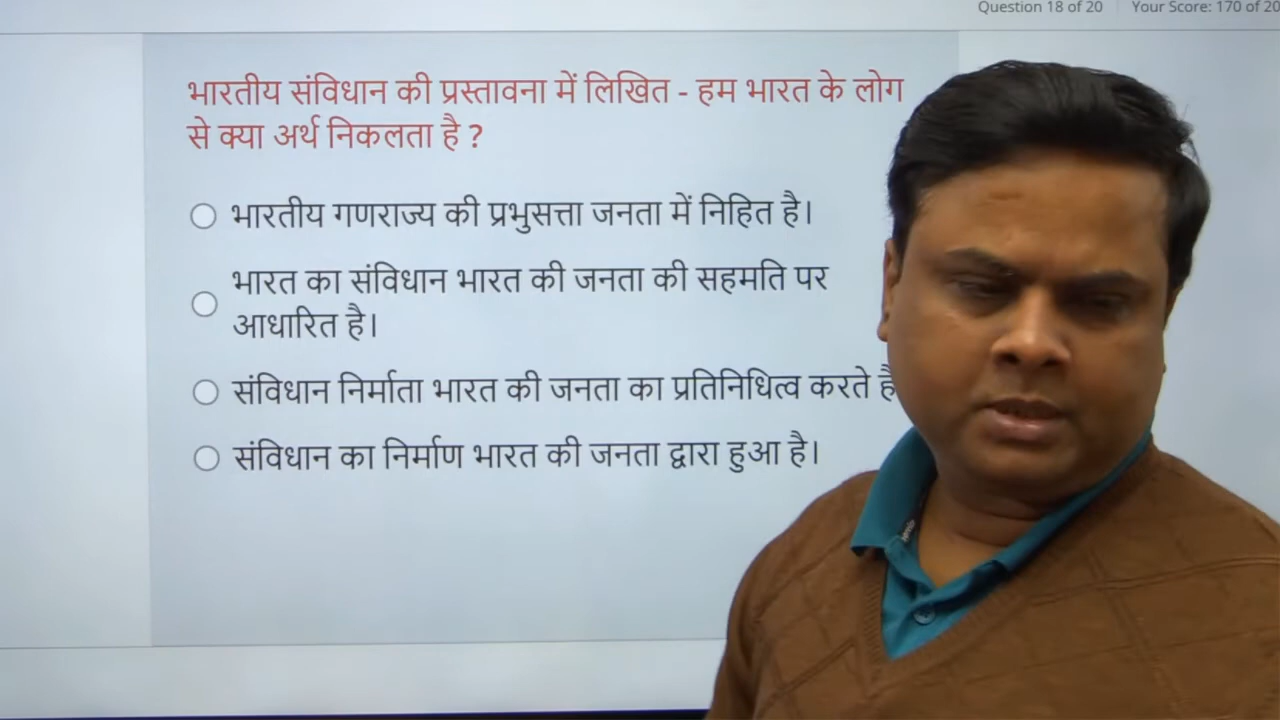 Question 18 of 20 Your Score: 170 of 20
भारतीय संविधान की प्रस्तावना में लिखित - हम भारत के लोग
से क्या अर्थ निकलता है ?
भारतीय गणराज्य की प्रभुसत्ता जनता में निहित है।
भारत का संविधान भारत की जनता की सहमति पर
आधारित है।
संविधान निर्माता भारत की जनता का प्रतिनिधित्व करते
संविधान का निर्माण भारत की जनता द्वारा हुआ है।